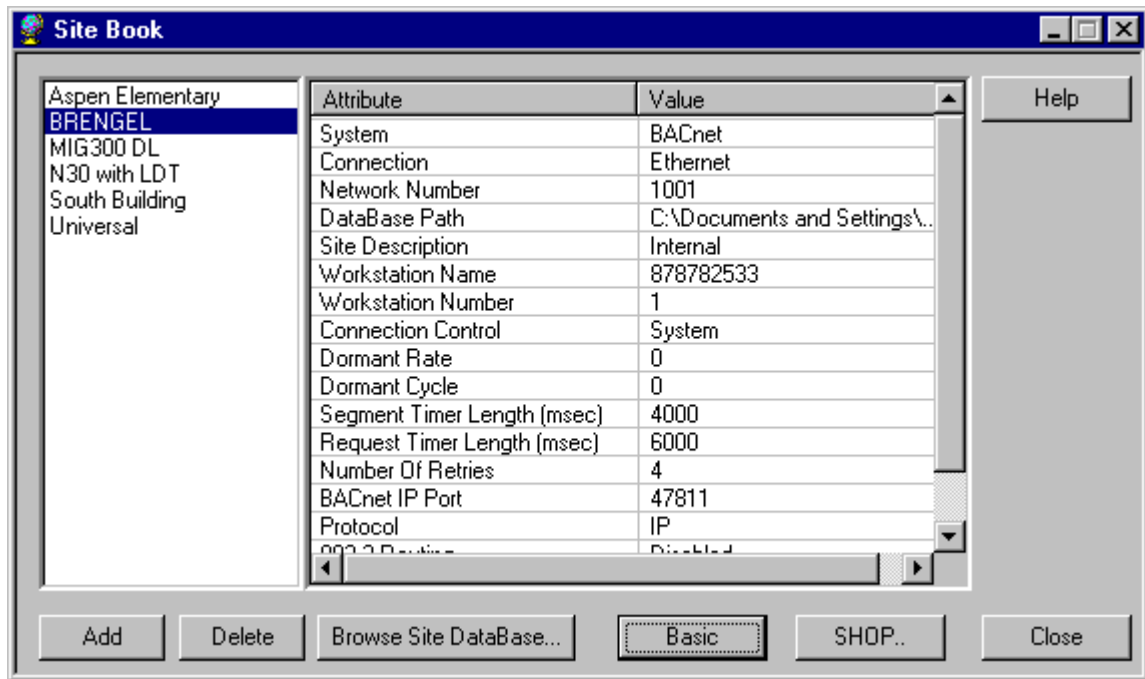 Site Book
Aspen Elementary
BRENGEL
MIG300 DL
N30 with LDT
South Building
Universal
Attribute Value
System BACnet
Connection Ethernet
Network Number 1001
DataBase Path C:\Documents and Settings\..
Site Description Internal
Workstation Name 878782533
Workstation Number 1
Connection Control System
Dormant Rate 0
Dormant Cycle 0
Segment Timer Length (msec) 4000
Request Timer Length (msec) 6000
Number Of Retries 4
BACnet IP Port 47811
Protocol IP
Help
Add Delete Browse Site DataBase... Basic SHOP.. Close